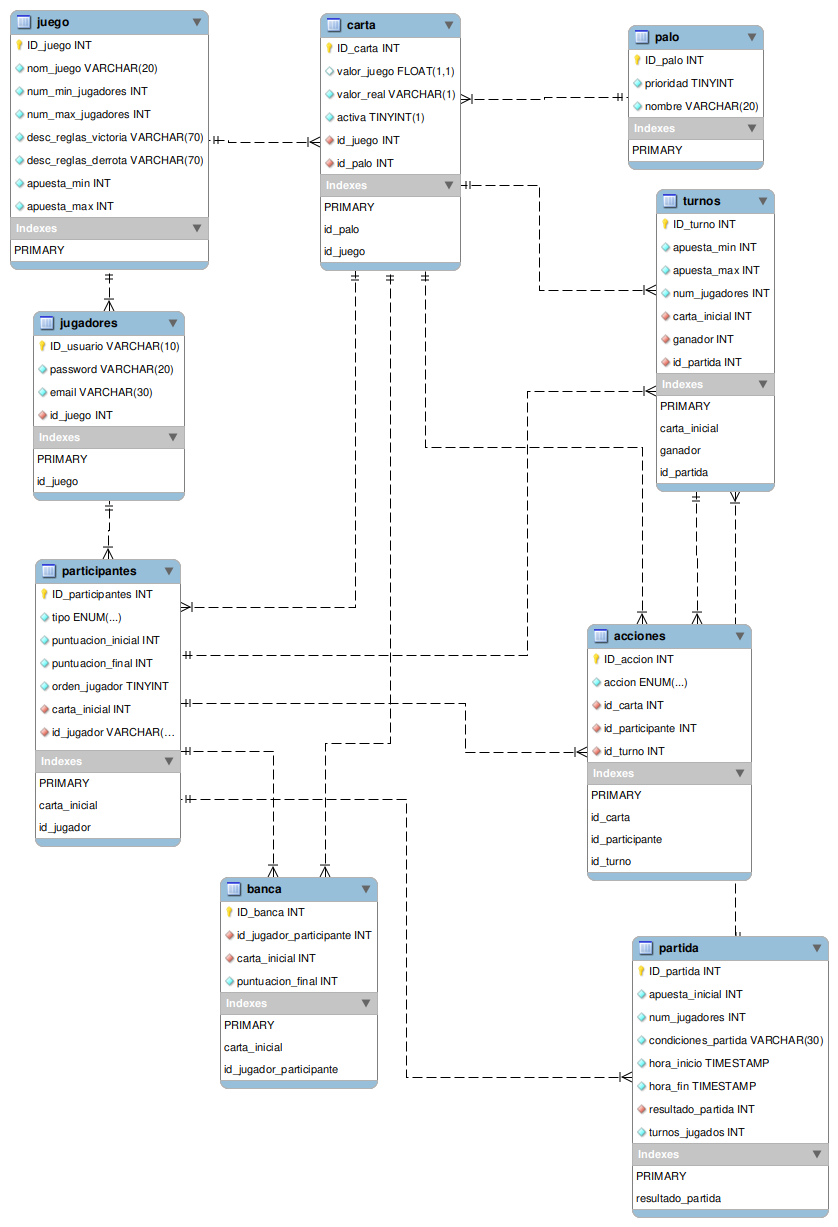 juego
ID_juego INT
nom_juego VARCHAR(20)
num_min_jugadores INT
num_max_jugadores INT
desc_reglas_victoria VARCHAR(70)
desc_reglas_derrota VARCHAR(70)
apuesta_min INT
apuesta_max INT
Indexes
PRIMARY
carta
ID_carta INT
valor_juego FLOAT(1,1)
valor_real VARCHAR(1)
activa TINYINT(1)
id_juego INT
id_palo INT
Indexes
PRIMARY
id_palo
id_juego
palo
ID_palo INT
prioridad TINYINT
nombre VARCHAR(20)
Indexes
PRIMARY
turnos
ID_turno INT
apuesta_min INT
apuesta_max INT
num_jugadores INT
carta_inicial INT
ganador INT
id_partida INT
Indexes
PRIMARY
carta_inicial
ganador
id_partida
jugadores
ID_usuario VARCHAR(10)
password VARCHAR(20)
email VARCHAR(30)
id_juego INT
Indexes
PRIMARY
id_juego
participantes
ID_participantes INT
tipo ENUM(...)
puntuacion_inicial INT
puntuacion_final INT
orden_jugador TINYINT
carta_inicial INT
id_jugador VARCHAR(...
Indexes
PRIMARY
carta_inicial
id_jugador
acciones
ID_accion INT
accion ENUM(...)
id_carta INT
id_participante INT
id_turno INT
Indexes
PRIMARY
id_carta
id_participante
id_turno
banca
ID_banca INT
id_jugador_participante INT
carta_inicial INT
puntuacion_final INT
Indexes
PRIMARY
carta_inicial
id_jugador_participante
partida
ID_partida INT
apuesta_inicial INT
num_jugadores INT
condiciones_partida VARCHAR(30)
hora_inicio TIMESTAMP
hora_fin TIMESTAMP
resultado_partida INT
turnos_jugados INT
Indexes
PRIMARY
resultado_partida